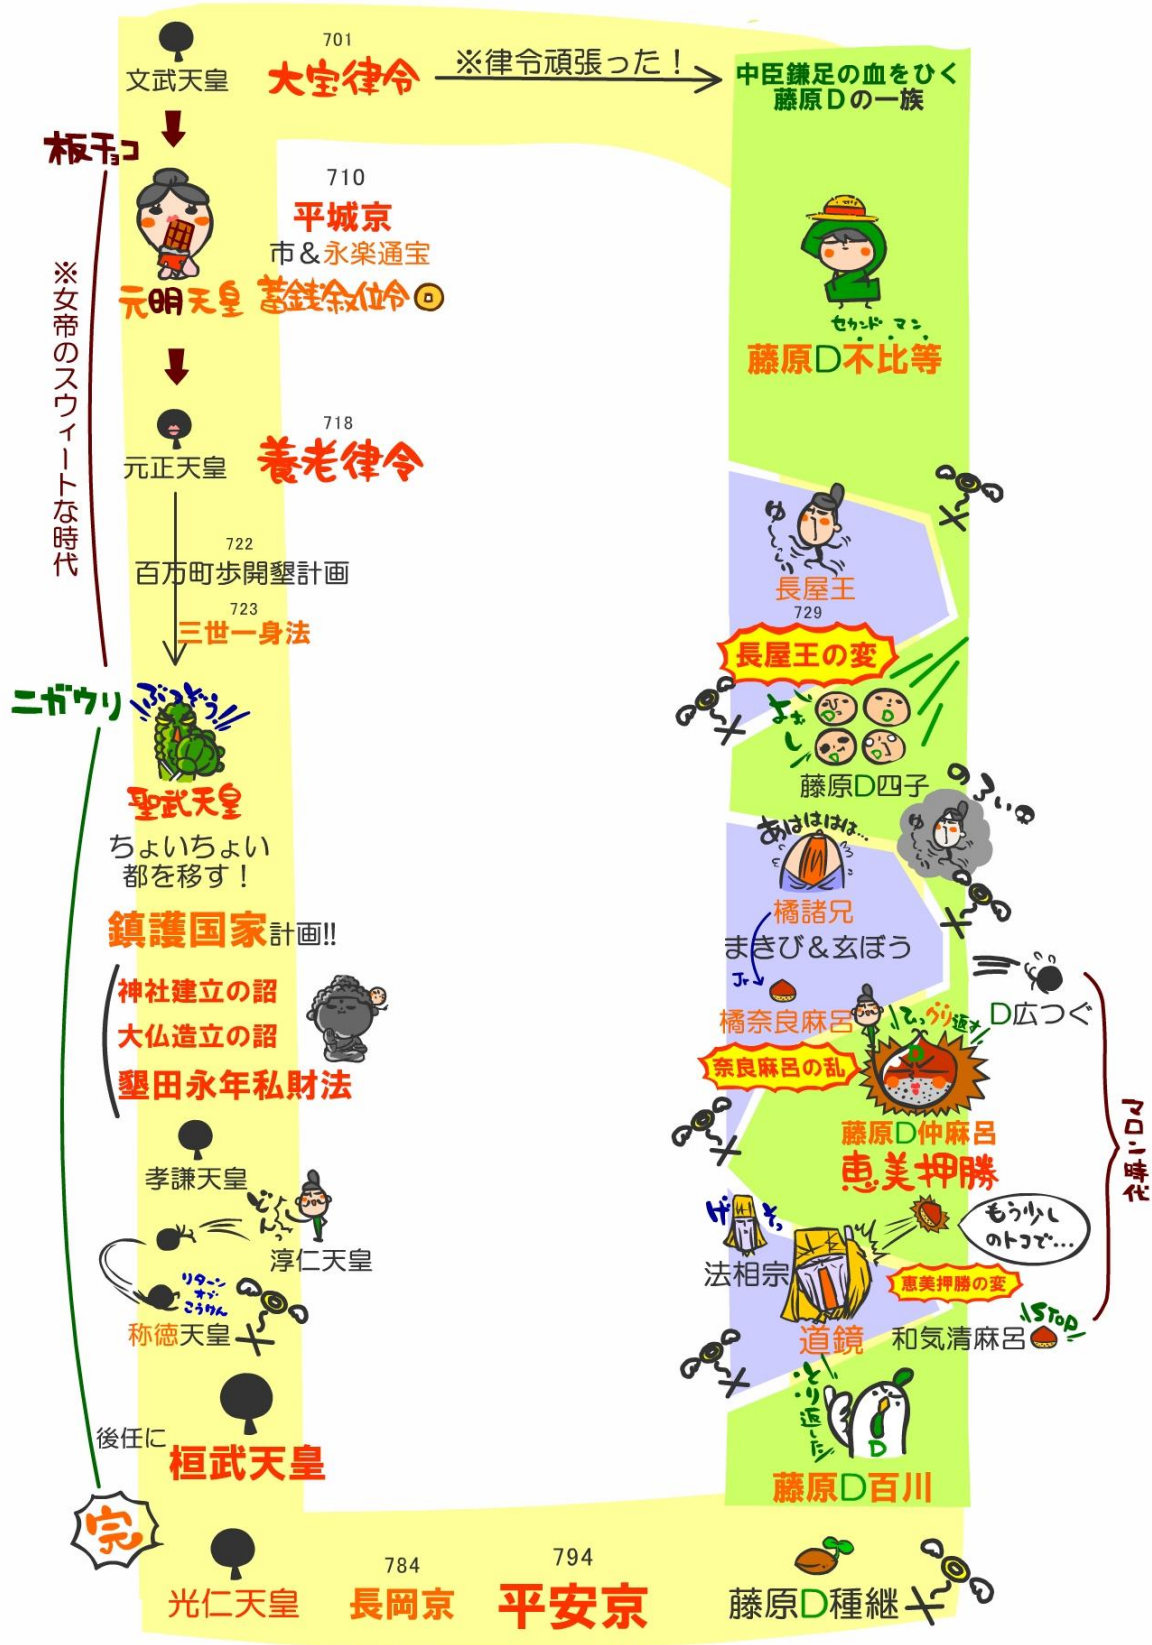 文武天皇
701
大宝律令
※律令頑張った！
中臣鎌足の血をひく
藤原Dの一族
板チョコ
※女帝のスウィートな時代
元明天皇
710
平城京
市＆永楽通宝
蓄銭叙位令
セカンド マン
藤原D不比等
元正天皇
718
養老律令
722
百万町歩開墾計画
723
三世一身法
長屋王
729
長屋王の変
よぉし
藤原D四子
のろい
ニガウリ
ぶつぞう!!
聖武天皇
ちょいちょい
都を移す！
鎮護国家計画!!
神社建立の詔
大仏造立の詔
墾田永年私財法
あはははは…
橘諸兄
まきび＆玄ぼう
Jr
橘奈良麻呂
D広つぐ
ひっくり返す
D
奈良麻呂の乱
藤原D仲麻呂
恵美押勝
マロン時代
孝謙天皇
どんっ
淳仁天皇
リターン
オブ
こうけん
称徳天皇
げそっ
法相宗
もう少し
のトコで…
恵美押勝の変
道鏡
和気清麻呂
STOP
とり返した
D
藤原D百川
後任に
桓武天皇
完
光仁天皇
784
長岡京
794
平安京
藤原D種継